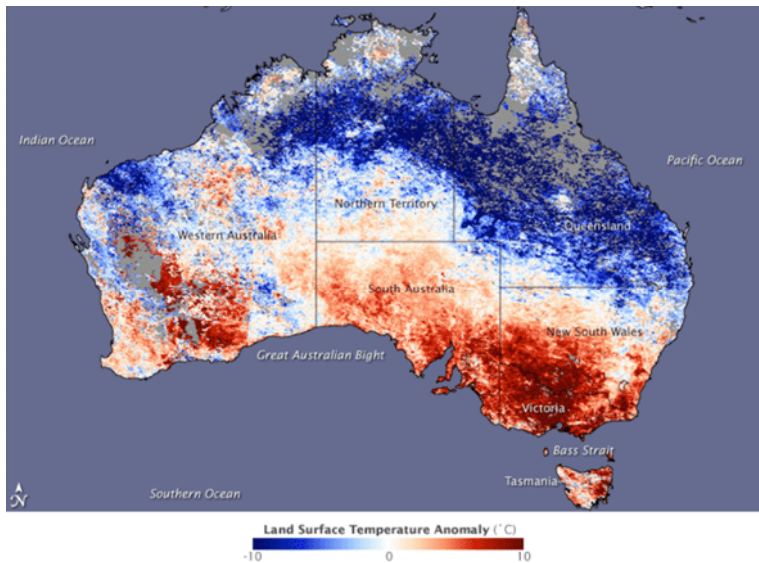 Indian Ocean
Pacific Ocean
Northern Territory
Queensland
Western Australia
South Australia
New South Wales
Great Australian Bight
Victoria
Bass Strait
Tasmania
Southern Ocean
N
Land Surface Temperature Anomaly (˚C)
-10 0 10